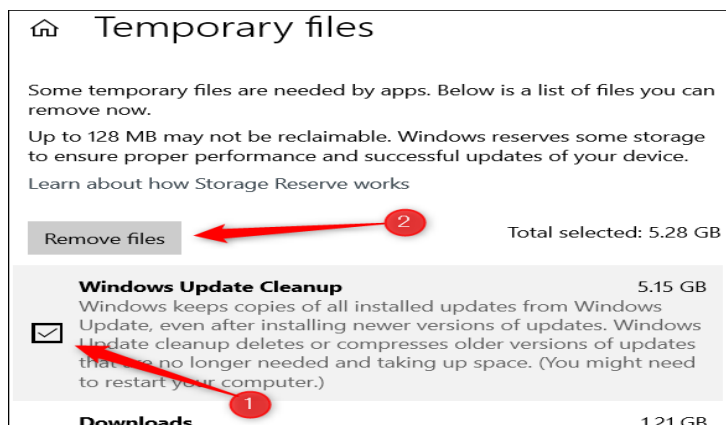 Temporary files
Some temporary files are needed by apps. Below is a list of files you can
remove now.
Up to 128 MB may not be reclaimable. Windows reserves some storage
to ensure proper performance and successful updates of your device.
Learn about how Storage Reserve works
2
Remove files
Total selected: 5.28 GB
Windows Update Cleanup 5.15 GB
Windows keeps copies of all installed updates from Windows
Update, even after installing newer versions of updates. Windows
Update cleanup deletes or compresses older versions of updates
that are no longer needed and taking up space. (You might need
to restart your computer.)
1
Downloads 1.21 GB